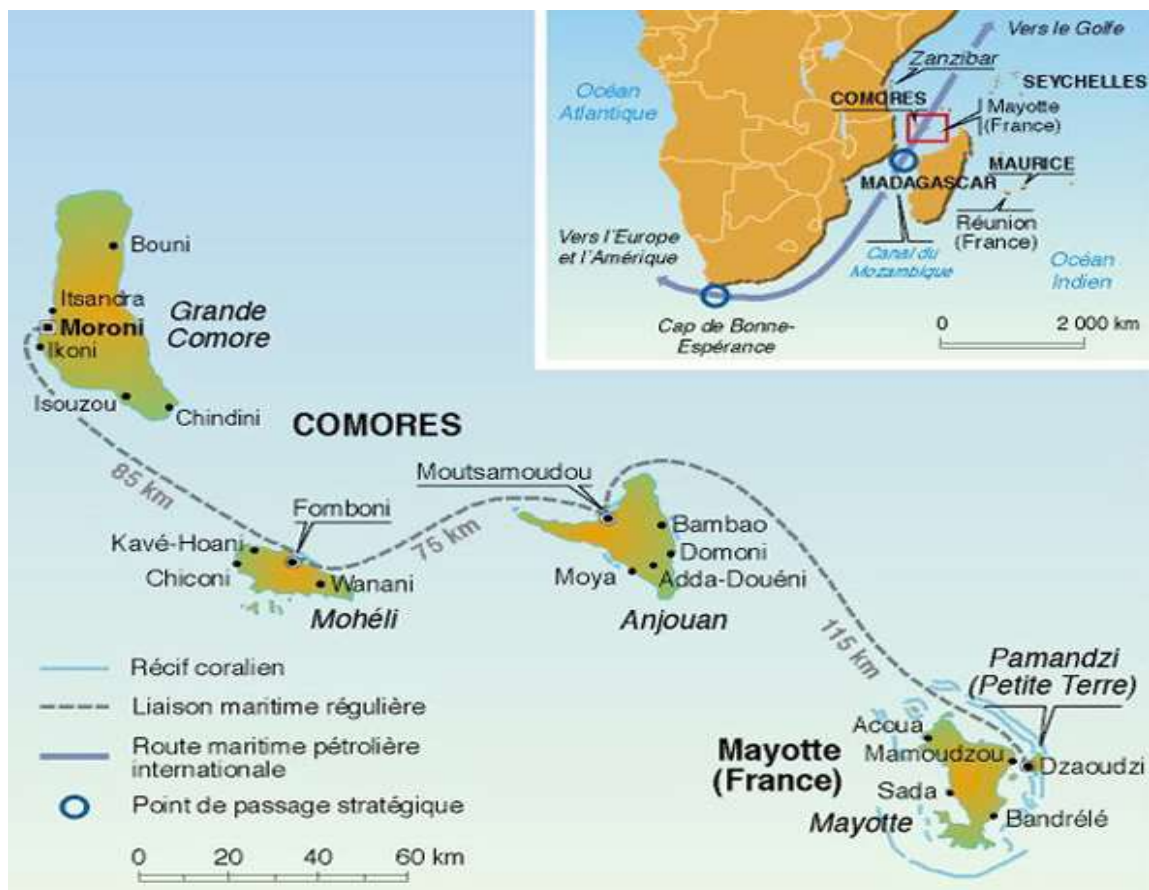 Vers le Golfe
Zanzibar
Océan
Atlantique
SEYCHELLES
COMORES
Mayotte
(France)
MAURICE
MADAGASCAR
Réunion
(France)
Vers l'Europe
et l'Amérique
Canal du
Mozambique
Océan
Indien
Cap de Bonne-
Espérance
0 2 000 km
Bouni
Itsandra
Moroni
Ikoni
Grande
Comore
Isouzou
Chindini
COMORES
85 km
Moutsamoudou
Fomboni
75 km
Bambao
Kavé-Hoani
Domoni
Chiconi
Wanani
Moya
Adda-Douéni
Mohéli
Anjouan
115 km
Pamandzi
(Petite Terre)
Acoua
Mayotte
(France)
Mamoudzou
Dzaoudzi
Sada
Mayotte
Bandrélé
Récif coralien
Liaison maritime régulière
Route maritime pétrolière
internationale
Point de passage stratégique
0 20 40 60 km